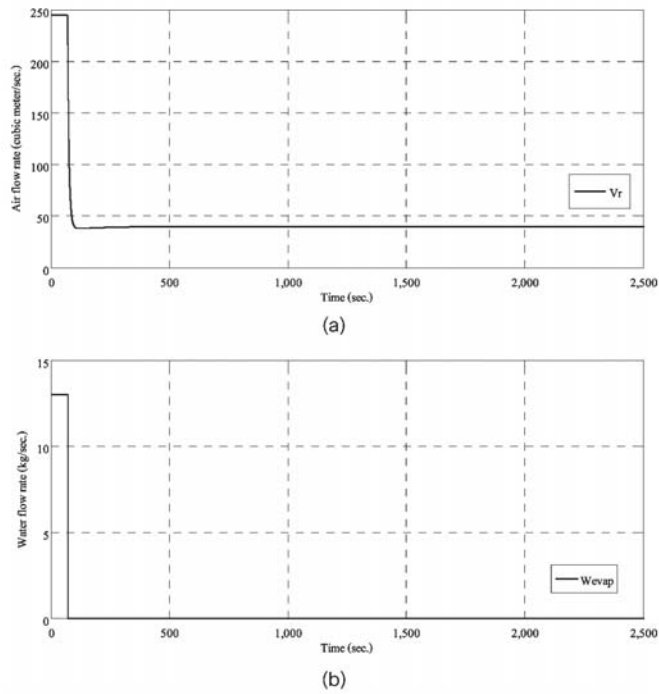 250
200
150
100
50
0
Air flow rate (cubic meter/sec.)
Vr
0 500 1,000 1,500 2,000 2,500
Time (sec.)
(a)
15
10
5
0
Water flow rate (kg/sec.)
Wevap
0 500 1,000 1,500 2,000 2,500
Time (sec.)
(b)